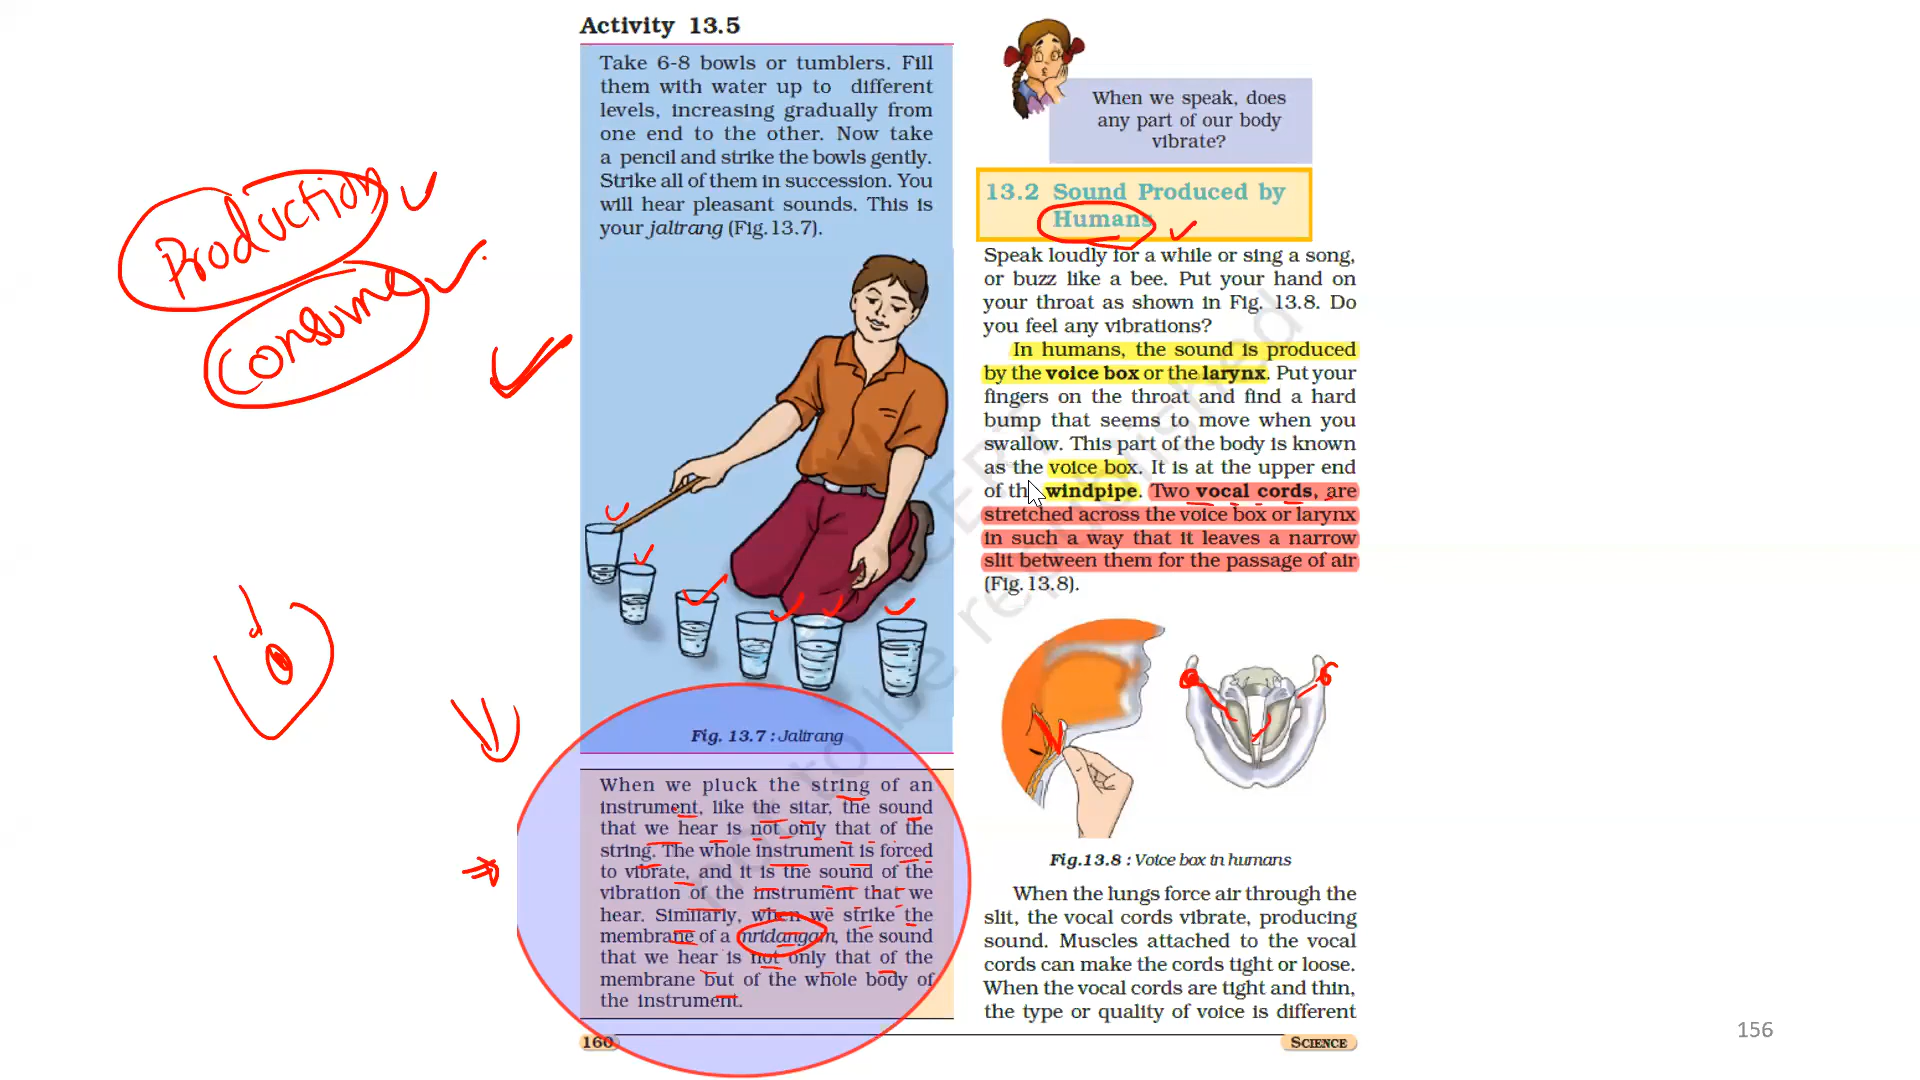 Activity 13.5
Take 6-8 bowls or tumblers. Fill
them with water up to different
levels, increasing gradually from
one end to the other. Now take
a pencil and strike the bowls gently.
Strike all of them in succession. You
will hear pleasant sounds. This is
your jaltrang (Fig.13.7).
Fig. 13.7 : Jaltrang
When we pluck the string of an
instrument, like the sitar, the sound
that we hear is not only that of the
string. The whole instrument is forced
to vibrate, and it is the sound of the
vibration of the instrument that we
hear. Similarly, when we strike the
membrane of a mridangam, the sound
that we hear is not only that of the
membrane but of the whole body of
the instrument.
160
Production
Consume
When we speak, does
any part of our body
vibrate?
13.2 Sound Produced by
Humans
Speak loudly for a while or sing a song,
or buzz like a bee. Put your hand on
your throat as shown in Fig. 13.8. Do
you feel any vibrations?
In humans, the sound is produced
by the voice box or the larynx. Put your
fingers on the throat and find a hard
bump that seems to move when you
swallow. This part of the body is known
as the voice box. It is at the upper end
of the windpipe. Two vocal cords, are
stretched across the voice box or larynx
in such a way that it leaves a narrow
slit between them for the passage of air
(Fig.13.8).
Fig.13.8 : Voice box in humans
When the lungs force air through the
slit, the vocal cords vibrate, producing
sound. Muscles attached to the vocal
cords can make the cords tight or loose.
When the vocal cords are tight and thin,
the type or quality of voice is different
SCIENCE
156
not to be republished